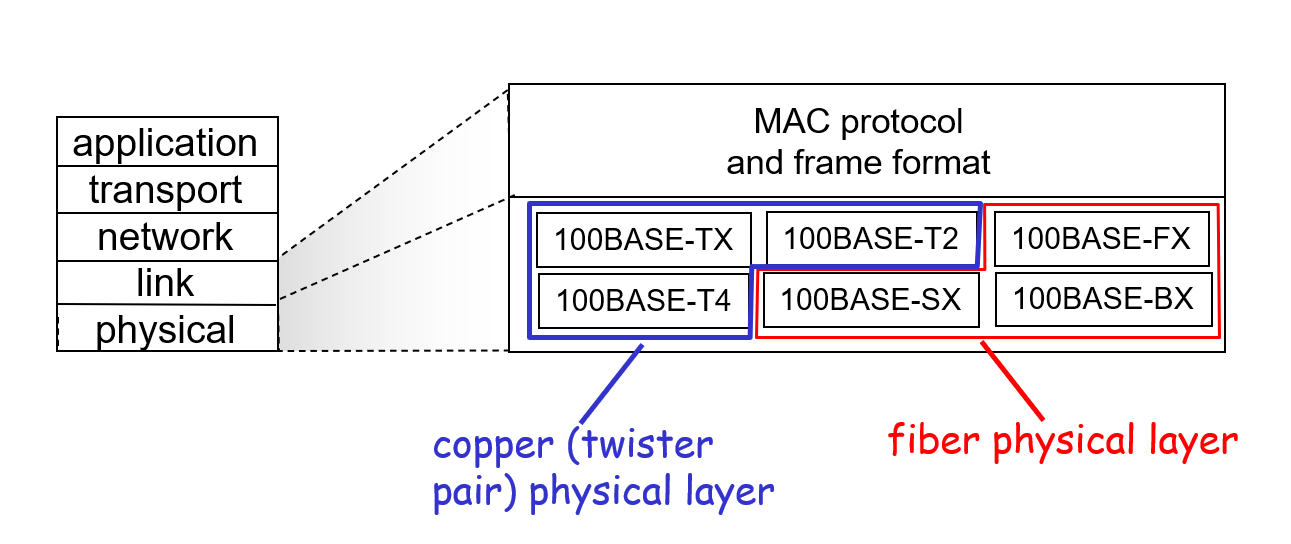 application
transport
network
link
physical
MAC protocol
and frame format
100BASE-TX
100BASE-T2
100BASE-FX
100BASE-T4
100BASE-SX
100BASE-BX
copper (twister
pair) physical layer
fiber physical layer